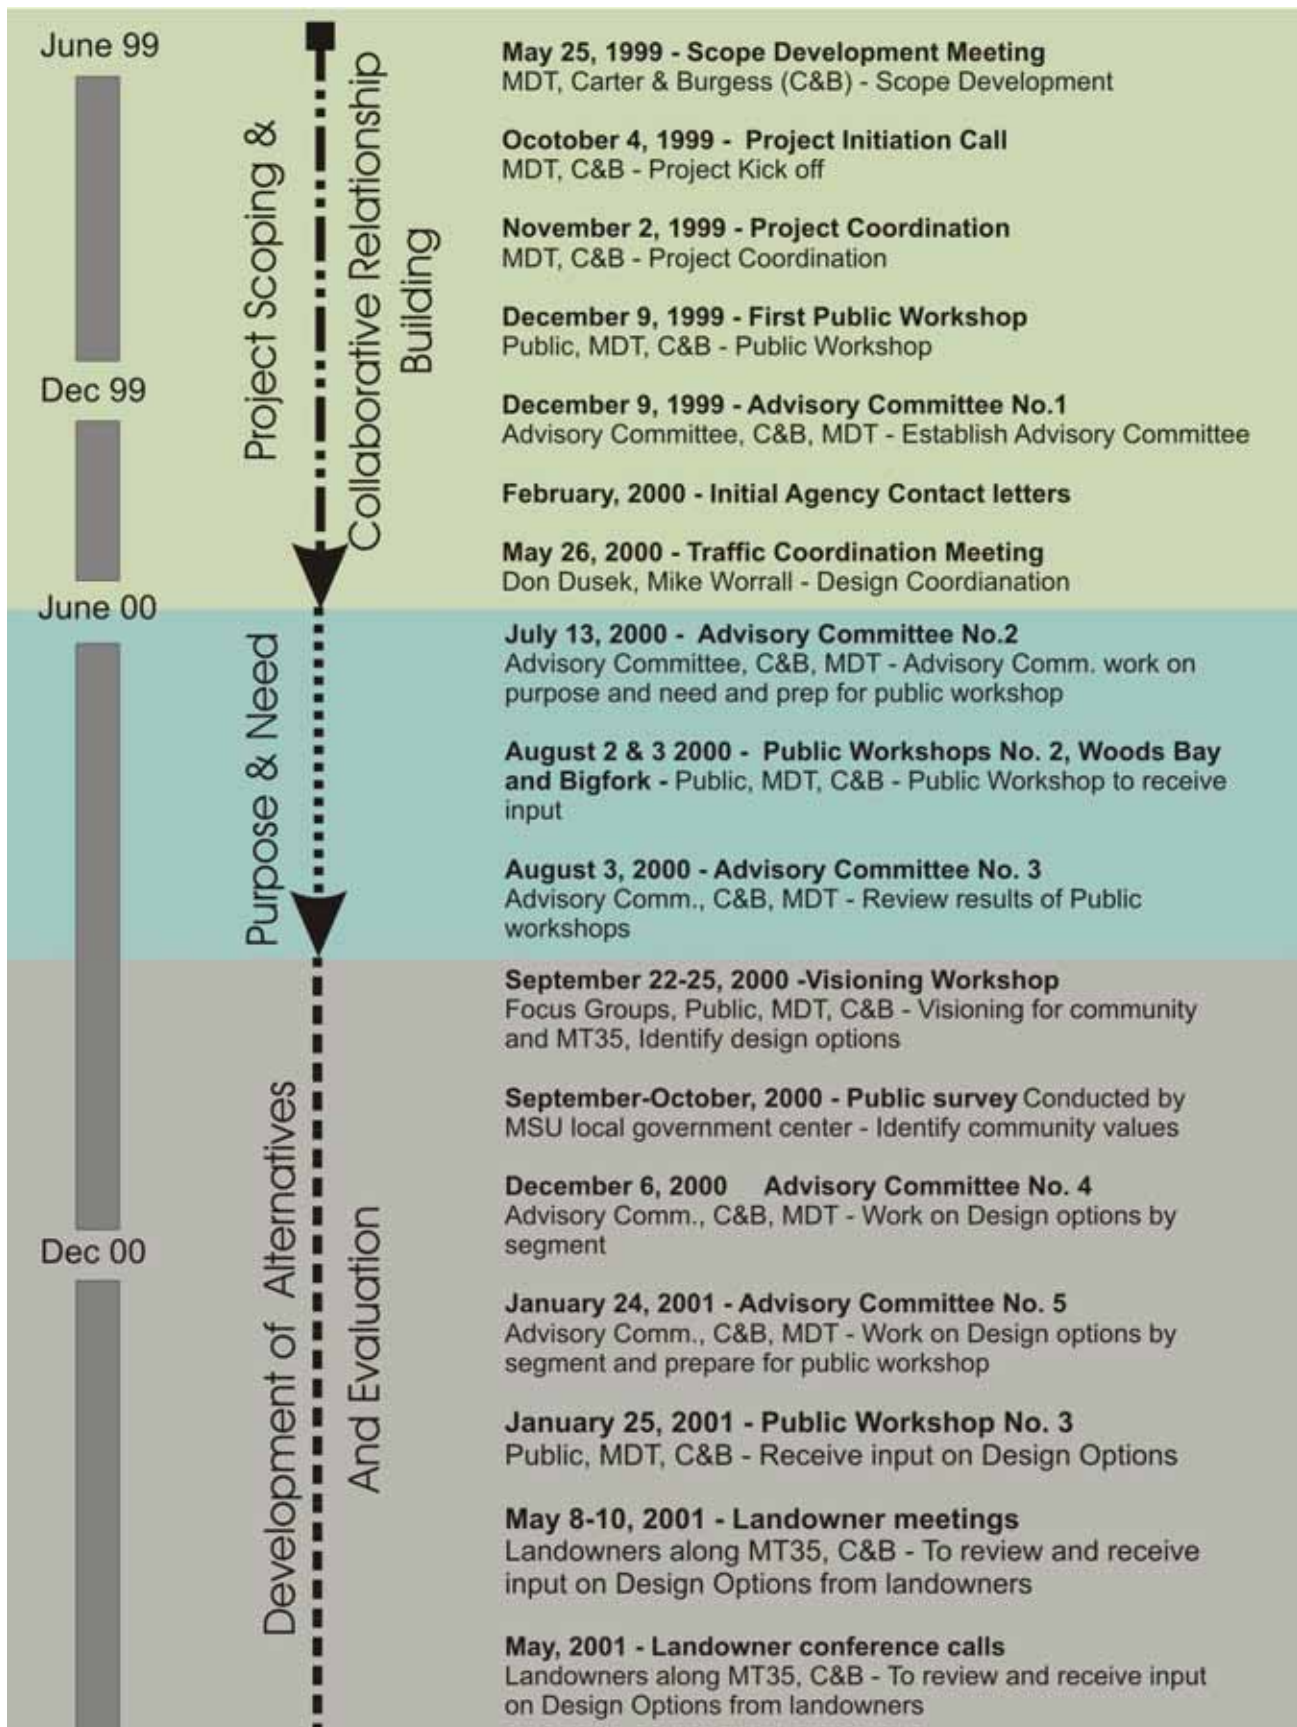 June 99
Dec 99
June 00
Dec 00
Project Scoping &
Collaborative Relationship
Building
Purpose & Need
Development of Alternatives
And Evaluation
May 25, 1999 - Scope Development Meeting
MDT, Carter & Burgess (C&B) - Scope Development
Ocotober 4, 1999 - Project Initiation Call
MDT, C&B - Project Kick off
November 2, 1999 - Project Coordination
MDT, C&B - Project Coordination
December 9, 1999 - First Public Workshop
Public, MDT, C&B - Public Workshop
December 9, 1999 - Advisory Committee No.1
Advisory Committee, C&B, MDT - Establish Advisory Committee
February, 2000 - Initial Agency Contact letters
May 26, 2000 - Traffic Coordination Meeting
Don Dusek, Mike Worrall - Design Coordianation
July 13, 2000 - Advisory Committee No.2
Advisory Committee, C&B, MDT - Advisory Comm. work on
purpose and need and prep for public workshop
August 2 & 3 2000 - Public Workshops No. 2, Woods Bay
and Bigfork - Public, MDT, C&B - Public Workshop to receive
input
August 3, 2000 - Advisory Committee No. 3
Advisory Comm., C&B, MDT - Review results of Public
workshops
September 22-25, 2000 -Visioning Workshop
Focus Groups, Public, MDT, C&B - Visioning for community
and MT35, Identify design options
September-October, 2000 - Public survey Conducted by
MSU local government center - Identify community values
December 6, 2000 Advisory Committee No. 4
Advisory Comm., C&B, MDT - Work on Design options by
segment
January 24, 2001 - Advisory Committee No. 5
Advisory Comm., C&B, MDT - Work on Design options by
segment and prepare for public workshop
January 25, 2001 - Public Workshop No. 3
Public, MDT, C&B - Receive input on Design Options
May 8-10, 2001 - Landowner meetings
Landowners along MT35, C&B - To review and receive
input on Design Options from landowners
May, 2001 - Landowner conference calls
Landowners along MT35, C&B - To review and receive input
on Design Options from landowners